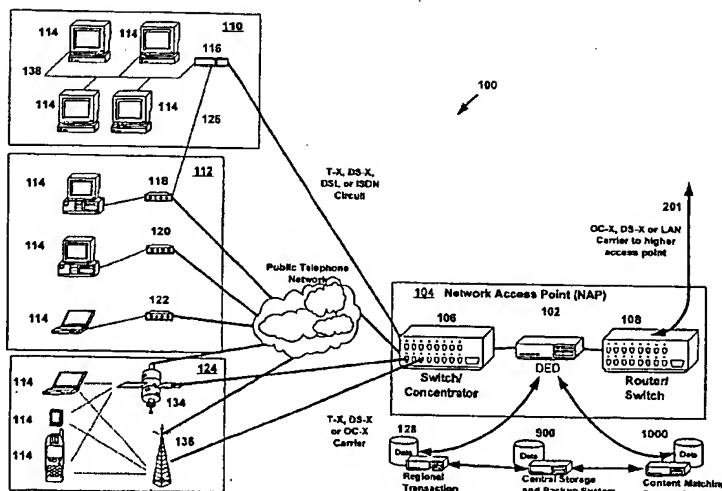 114
114
110
116
138
114
114
126
100
T-X, DS-X,
DSL or ISDN
Circuit
114
118
112
114
120
114
122
Public Telephone
Network
201
OC-X, DS-X or LAN
Carrier to higher
access point
104 Network Access Point (NAP)
106
102
108
Switch/
Concentrator
DED
Router/
Switch
124
114
134
114
136
114
T-X, DS-X
or OC-X
Carrier
128
900
1000
Data
Data
Data
Regional
Transaction
Central Storage
and Backup System
Content Matching